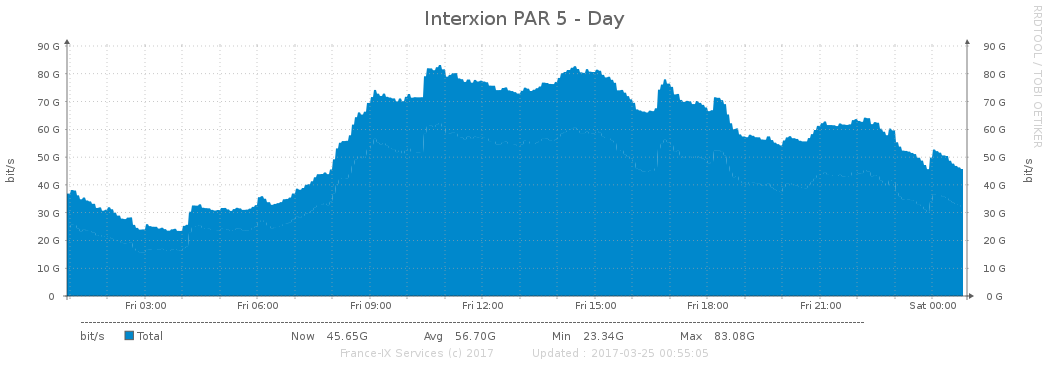 Interxion PAR 5 - Day
RRDTOOL / TOBI OETIKER
90 G 90 G
80 G 80 G
70 G 70 G
60 G 60 G
50 G 50 G
40 G 40 G
30 G 30 G
20 G 20 G
10 G 10 G
0 0 G
bit/s
bit/s
Fri 03:00 Fri 06:00 Fri 09:00 Fri 12:00 Fri 15:00 Fri 18:00 Fri 21:00 Sat 00:00
bit/s Total Now 45.65G Avg 56.70G Min 23.34G Max 83.08G
France-IX Services (c) 2017 Updated : 2017-03-25 00:55:05